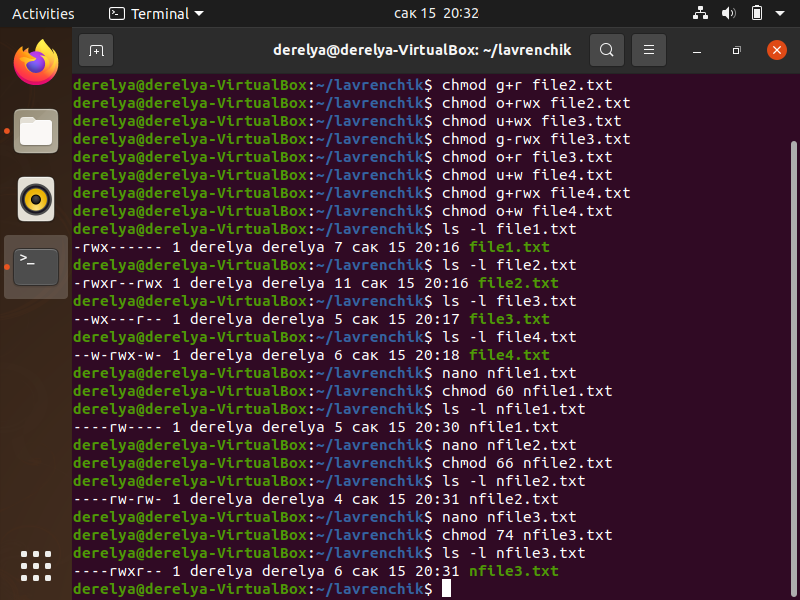 Activities Terminal сак 15 20:32
derelya@derelya-VirtualBox: ~/lavrenchik
derelya@derelya-VirtualBox:~/lavrenchik$ chmod g+r file2.txt
derelya@derelya-VirtualBox:~/lavrenchik$ chmod o+rwx file2.txt
derelya@derelya-VirtualBox:~/lavrenchik$ chmod u+wx file3.txt
derelya@derelya-VirtualBox:~/lavrenchik$ chmod g-rwx file3.txt
derelya@derelya-VirtualBox:~/lavrenchik$ chmod o+r file3.txt
derelya@derelya-VirtualBox:~/lavrenchik$ chmod u+w file4.txt
derelya@derelya-VirtualBox:~/lavrenchik$ chmod g+rwx file4.txt
derelya@derelya-VirtualBox:~/lavrenchik$ chmod o+w file4.txt
derelya@derelya-VirtualBox:~/lavrenchik$ ls -l file1.txt
-rwx------ 1 derelya derelya 7 сак 15 20:16 file1.txt
derelya@derelya-VirtualBox:~/lavrenchik$ ls -l file2.txt
-rwxr--rwx 1 derelya derelya 11 сак 15 20:16 file2.txt
derelya@derelya-VirtualBox:~/lavrenchik$ ls -l file3.txt
--wx---r-- 1 derelya derelya 5 сак 15 20:17 file3.txt
derelya@derelya-VirtualBox:~/lavrenchik$ ls -l file4.txt
--w-rwx-w- 1 derelya derelya 6 сак 15 20:18 file4.txt
derelya@derelya-VirtualBox:~/lavrenchik$ nano nfile1.txt
derelya@derelya-VirtualBox:~/lavrenchik$ chmod 60 nfile1.txt
derelya@derelya-VirtualBox:~/lavrenchik$ ls -l nfile1.txt
----rw---- 1 derelya derelya 5 сак 15 20:30 nfile1.txt
derelya@derelya-VirtualBox:~/lavrenchik$ nano nfile2.txt
derelya@derelya-VirtualBox:~/lavrenchik$ chmod 66 nfile2.txt
derelya@derelya-VirtualBox:~/lavrenchik$ ls -l nfile2.txt
----rw-rw- 1 derelya derelya 4 сак 15 20:31 nfile2.txt
derelya@derelya-VirtualBox:~/lavrenchik$ nano nfile3.txt
derelya@derelya-VirtualBox:~/lavrenchik$ chmod 74 nfile3.txt
derelya@derelya-VirtualBox:~/lavrenchik$ ls -l nfile3.txt
----rwxr-- 1 derelya derelya 6 сак 15 20:31 nfile3.txt
derelya@derelya-VirtualBox:~/lavrenchik$